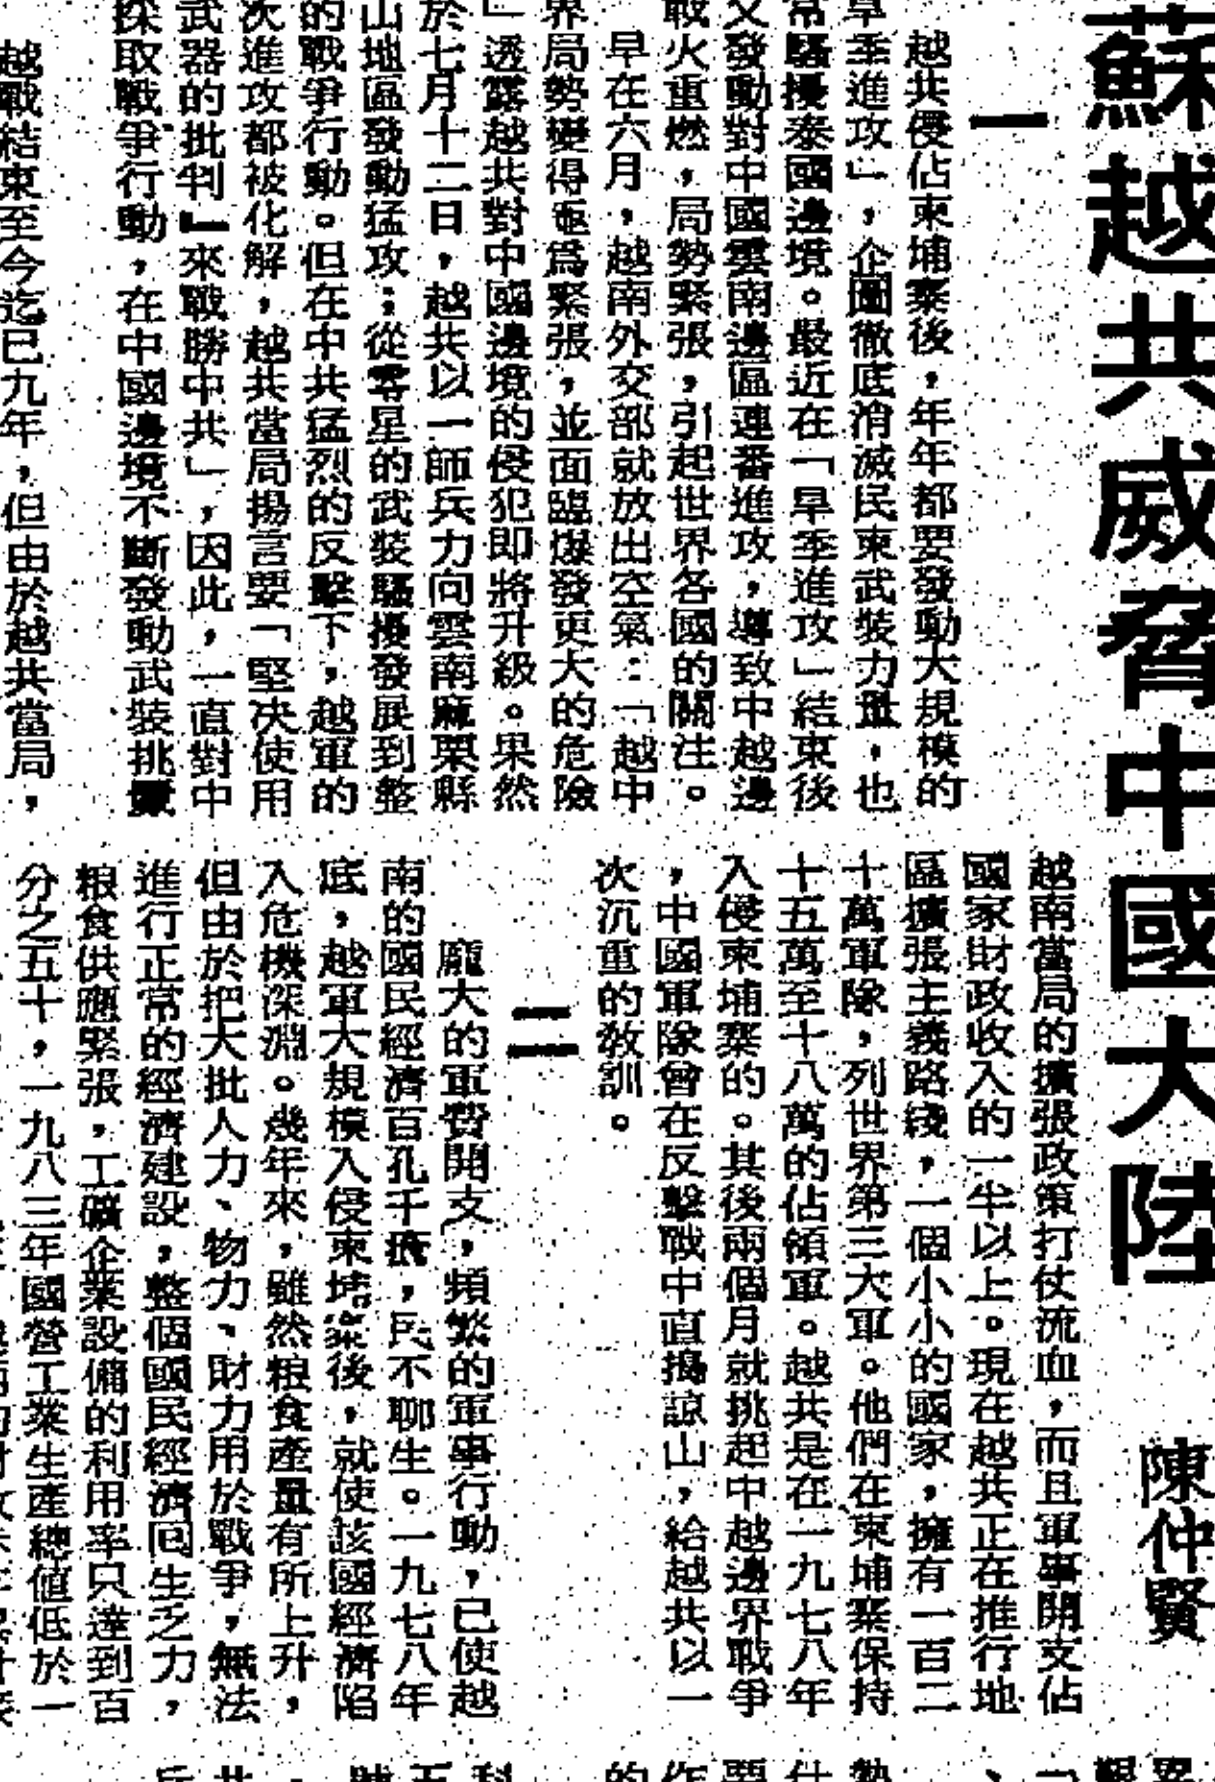 蘇越共威脅中國大陸
陳仲賢
一
越共侵佔柬埔寨後，年年都要發動大規模的
旱季進攻」，企圖徹底消滅民柬武裝力量，也
常騷擾泰國邊境。最近在「旱季進攻」結束後
又發動對中國雲南邊區連番進攻，導致中越邊
戰火重燃，局勢緊張，引起世界各國的關注。
早在六月，越南外交部就放出空氣：「越中
界局勢變得極爲緊張，並面臨爆發更大的危險
」透露越共對中國邊境的侵犯即將升級。果然
於七月十二日，越共以一師兵力向雲南麻栗縣
山地區發動猛攻；從零星的武裝騷擾發展到整
的戰爭行動。但在中共猛烈的反擊下，越軍的
次進攻都被化解，越共當局揚言要「堅決使用
武器的批判』來戰勝中共」，因此，一直對中
採取戰爭行動，在中國邊境不斷發動武裝挑釁
越戰結束至今迄已九年，但由於越共當局，
越南當局的擴張政策打仗流血，而且軍事開支佔
國家財政收入的一半以上。現在越共正在推行地
區擴張主義路綫，一個小小的國家，擁有一百二
十萬軍隊，列世界第三大軍。他們在柬埔寨保持
十五萬至十八萬的佔領軍。越共是在一九七八年
入侵柬埔寨的。其後兩個月就挑起中越邊界戰爭
，中國軍隊曾在反擊戰中直搗諒山，給越共以一
次沉重的教訓。
二
龐大的軍費開支，頻繁的軍事行動，已使越
南的國民經濟百孔千瘡，民不聊生。一九七八年
底，越軍大規模入侵柬埔寨後，就使該國經濟陷
入危機深淵。幾年來，雖然粮食產量有所上升，
但由於把大批人力、物力、財力用於戰爭，無法
進行正常的經濟建設，整個國民經濟囘生乏力，
粮食供應緊張，工礦企業設備的利用率只達到百
分之五十，一九八三年國營工業生產總值低於一